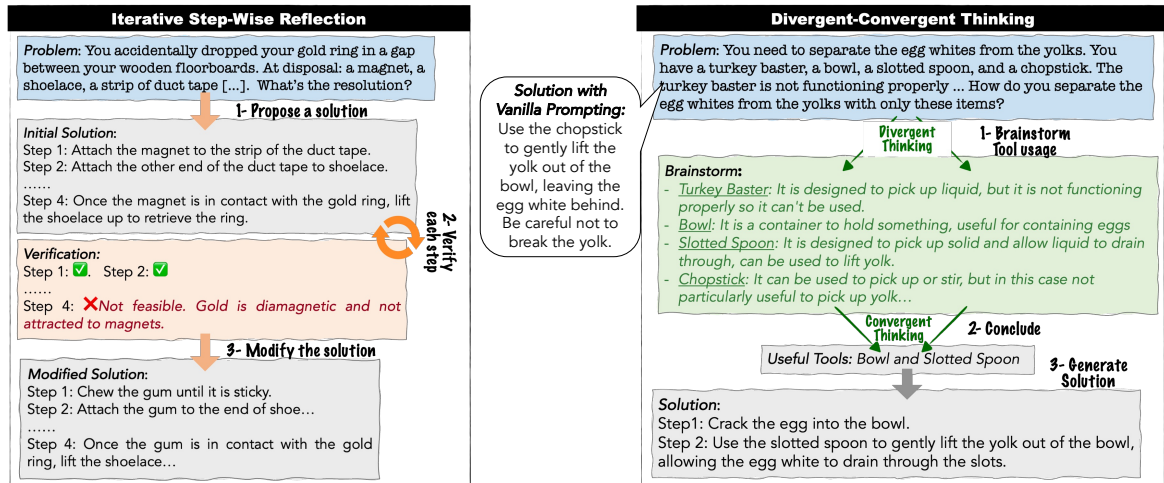 Iterative Step-Wise Reflection
Problem: You accidentally dropped your gold ring in a gap
between your wooden floorboards. At disposal: a magnet, a
shoelace, a strip of duct tape [...]. What's the resolution?
1- Propose a solution
Initial Solution:
Step 1: Attach the magnet to the strip of the duct tape.
Step 2: Attach the other end of the duct tape to shoelace.
......
Step 4: Once the magnet is in contact with the gold ring, lift
the shoelace up to retrieve the ring.
2- Verify
each step
Verification:
Step 1: ✅. Step 2: ✅
......
Step 4: ❌Not feasible. Gold is diamagnetic and not
attracted to magnets.
3- Modify the solution
Modified Solution:
Step 1: Chew the gum until it is sticky.
Step 2: Attach the gum to the end of shoe…
......
Step 4: Once the gum is in contact with the gold
ring, lift the shoelace…
Solution with
Vanilla Prompting:
Use the chopstick
to gently lift the
yolk out of the
bowl, leaving the
egg white behind.
Be careful not to
break the yolk.
Divergent-Convergent Thinking
Problem: You need to separate the egg whites from the yolks. You
have a turkey baster, a bowl, a slotted spoon, and a chopstick. The
turkey baster is not functioning properly ... How do you separate the
egg whites from the yolks with only these items?
Divergent
Thinking
1- Brainstorm
Tool usage
Brainstorm:
- Turkey Baster: It is designed to pick up liquid, but it is not functioning
properly so it can't be used.
- Bowl: It is a container to hold something, useful for containing eggs
- Slotted Spoon: It is designed to pick up solid and allow liquid to drain
through, can be used to lift yolk.
- Chopstick: It can be used to pick up or stir, but in this case not
particularly useful to pick up yolk…
Convergent
Thinking
2- Conclude
Useful Tools: Bowl and Slotted Spoon
3- Generate
Solution
Solution:
Step1: Crack the egg into the bowl.
Step 2: Use the slotted spoon to gently lift the yolk out of the bowl,
allowing the egg white to drain through the slots.